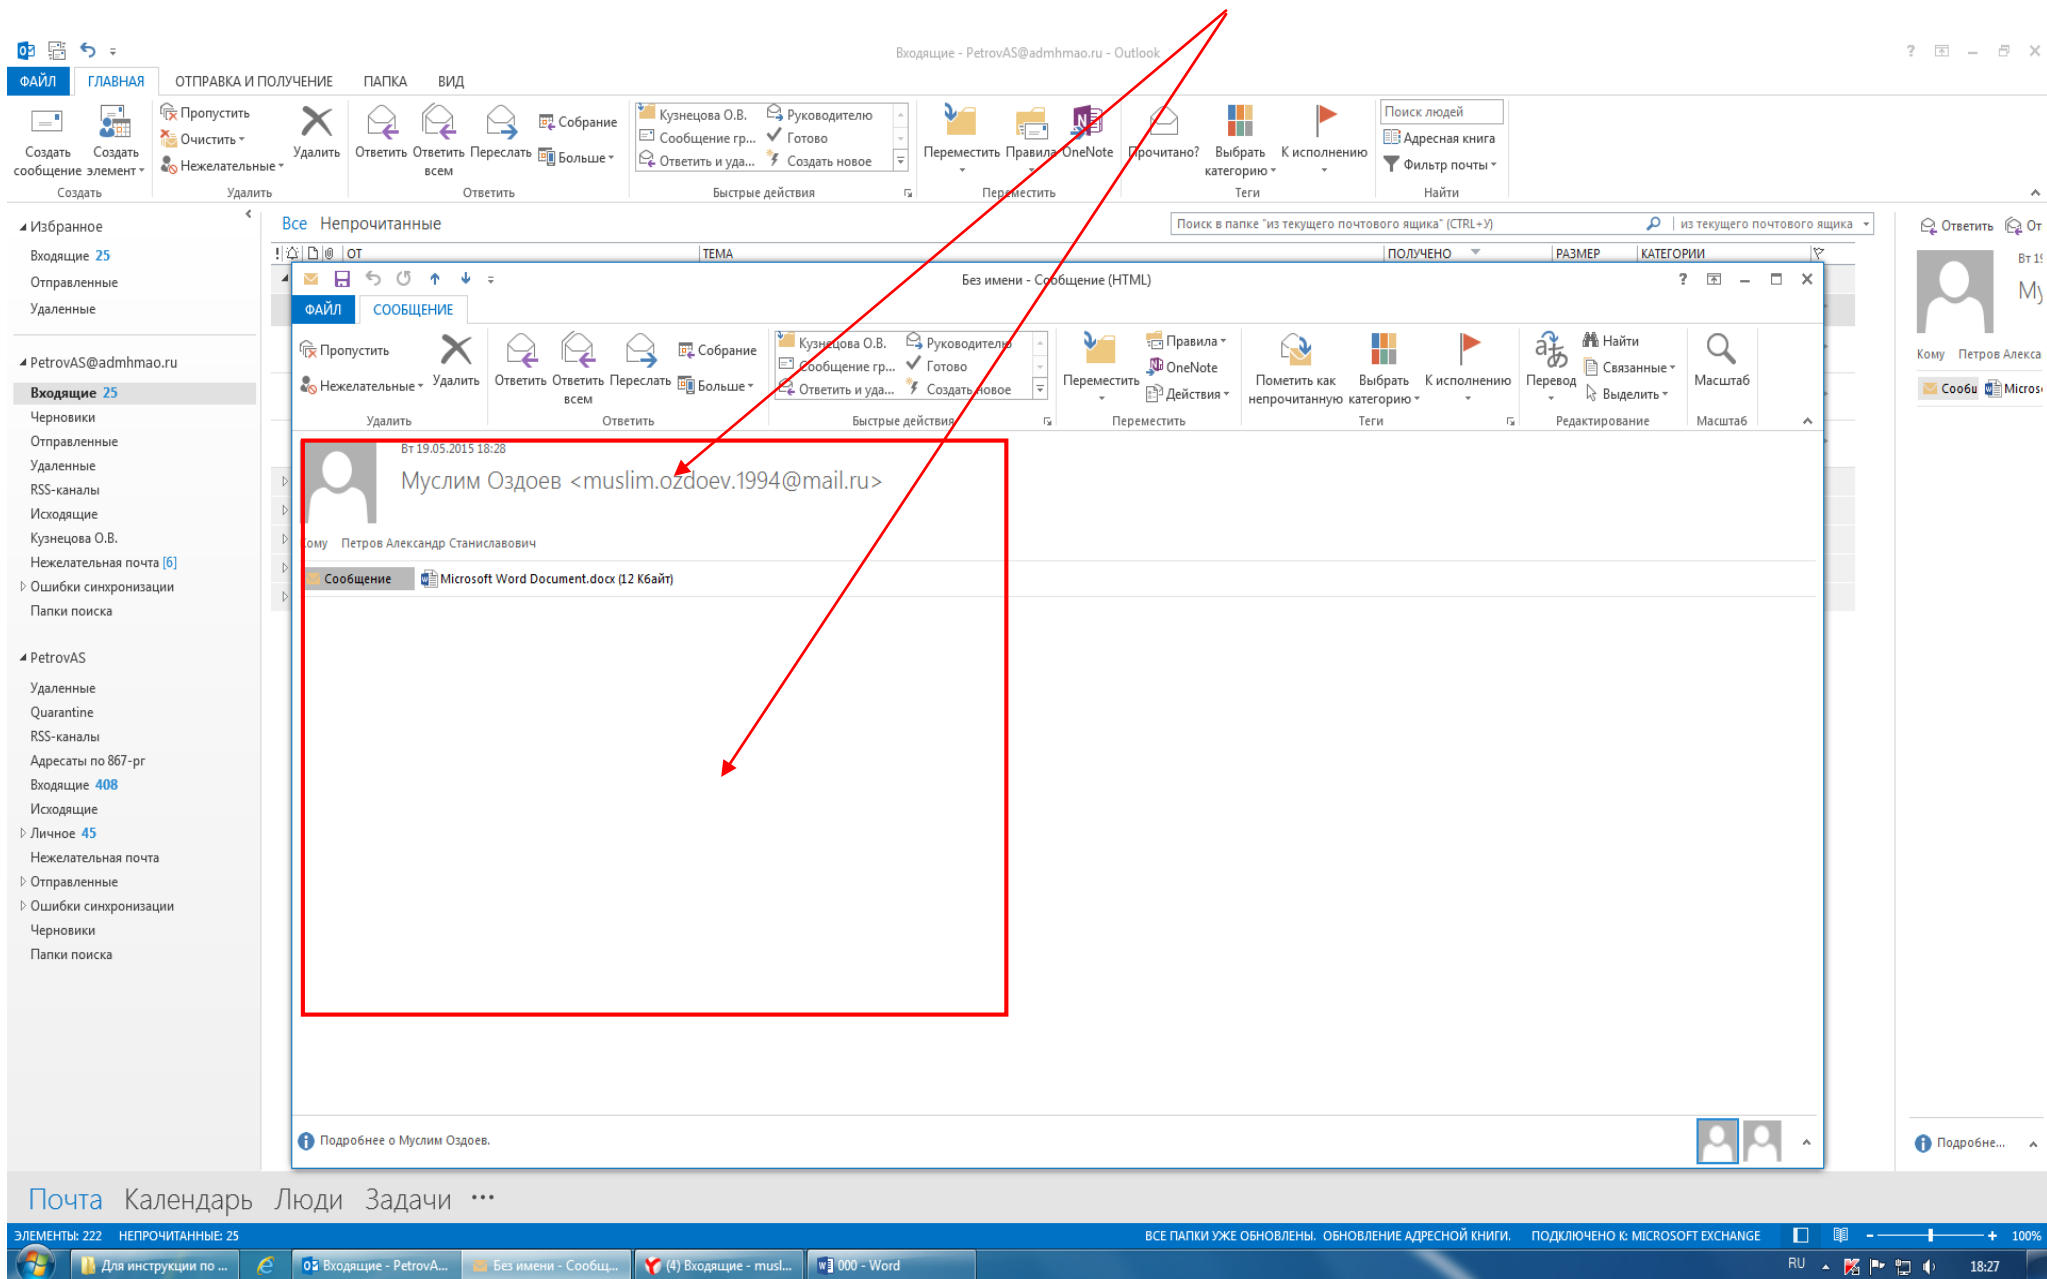 Входящие - PetrovAS@admhmao.ru - Outlook
ФАЙЛ ГЛАВНАЯ ОТПРАВКА И ПОЛУЧЕНИЕ ПАПКА ВИД
Создать сообщение
Создать элемент
Создать
Пропустить
Очистить
Нежелательные
Удалить
Удалить
Ответить
Ответить всем
Переслать
Собрание
Больше
Ответить
Кузнецова О.В.
Сообщение гр...
Ответить и уда...
Руководителю
Готово
Создать новое
Быстрые действия
Переместить
Правила
OneNote
Переместить
Прочитано?
Выбрать категорию
К исполнению
Теги
Поиск людей
Адресная книга
Фильтр почты
Найти
Избранное
Входящие 25
Отправленные
Удаленные
PetrovAS@admhmao.ru
Входящие 25
Черновики
Отправленные
Удаленные
RSS-каналы
Исходящие
Кузнецова О.В.
Нежелательная почта [6]
Ошибки синхронизации
Папки поиска
PetrovAS
Удаленные
Quarantine
RSS-каналы
Адресаты по 867-рг
Входящие 408
Исходящие
Личное 45
Нежелательная почта
Отправленные
Ошибки синхронизации
Черновики
Папки поиска
Все Непрочитанные
Поиск в папке "из текущего почтового ящика" (CTRL+У)
из текущего почтового ящика
ОТ ТЕМА ПОЛУЧЕНО РАЗМЕР КАТЕГОРИИ
Без имени - Сообщение (HTML)
ФАЙЛ СООБЩЕНИЕ
Пропустить
Нежелательные
Удалить
Удалить
Ответить
Ответить всем
Переслать
Собрание
Больше
Ответить
Кузнецова О.В.
Сообщение гр...
Ответить и уда...
Руководителю
Готово
Создать новое
Быстрые действия
Переместить
Правила
OneNote
Действия
Переместить
Пометить как непрочитанную
Выбрать категорию
К исполнению
Теги
Перевод
Найти
Связанные
Выделить
Редактирование
Масштаб
Масштаб
Вт 19.05.2015 18:28
Муслим Оздоев <muslim.ozdoev.1994@mail.ru>
Кому Петров Александр Станиславович
Сообщение Microsoft Word Document.docx (12 Кбайт)
Подробнее о Муслим Оздоев.
Ответить От
Вт 19
Му
Кому Петров Алекса
Сообщ Micros
Подробне...
Почта Календарь Люди Задачи ...
ЭЛЕМЕНТЫ: 222 НЕПРОЧИТАННЫЕ: 25
ВСЕ ПАПКИ УЖЕ ОБНОВЛЕНЫ. ОБНОВЛЕНИЕ АДРЕСНОЙ КНИГИ. ПОДКЛЮЧЕНО К: MICROSOFT EXCHANGE 100%
Для инструкции по ... Входящие - PetrovA... Без имени - Сообщ... (4) Входящие - musl... 000 - Word RU 18:27